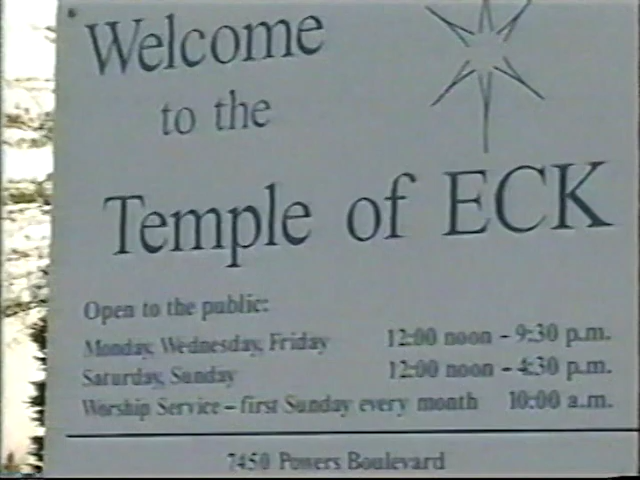 Welcome
to the
Temple of ECK
Open to the public:
Monday, Wednesday, Friday 12:00 noon - 9:30 p.m.
Saturday, Sunday 12:00 noon - 4:30 p.m.
Worship Service - first Sunday every month 10:00 a.m.
7450 Powers Boulevard